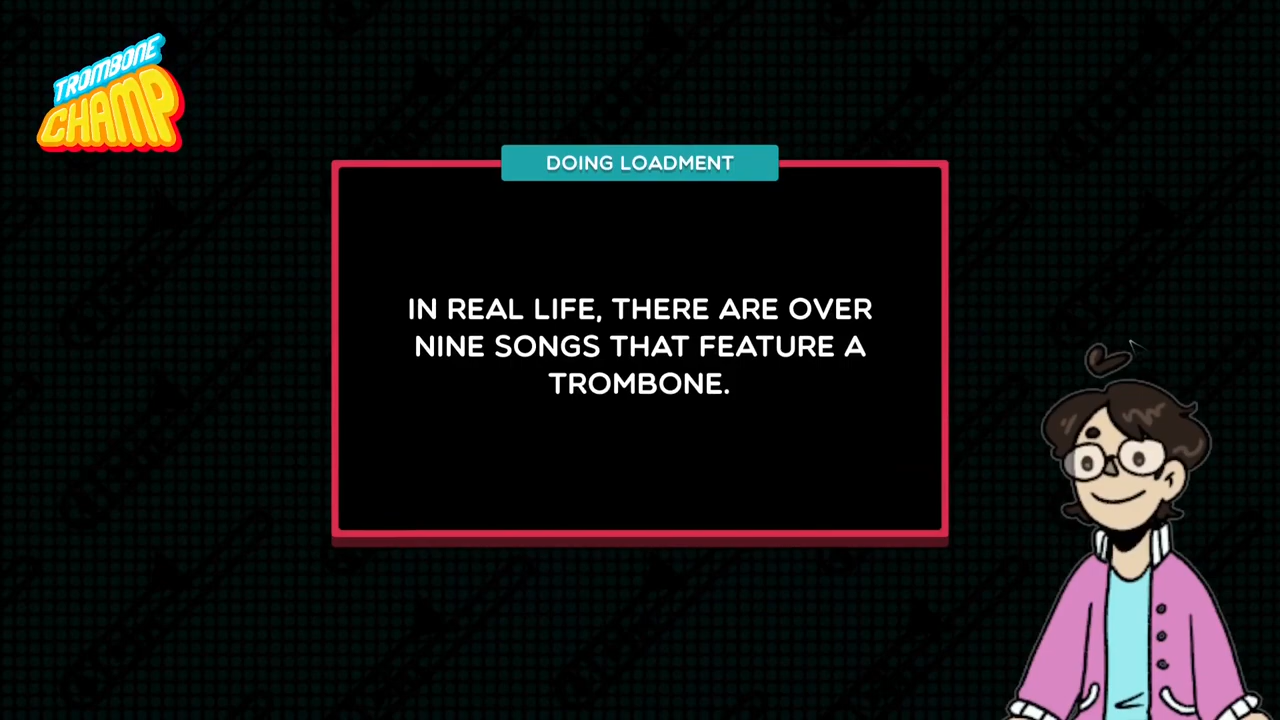 TROMBONE
CHAMP
DOING LOADMENT
IN REAL LIFE, THERE ARE OVER
NINE SONGS THAT FEATURE A
TROMBONE.